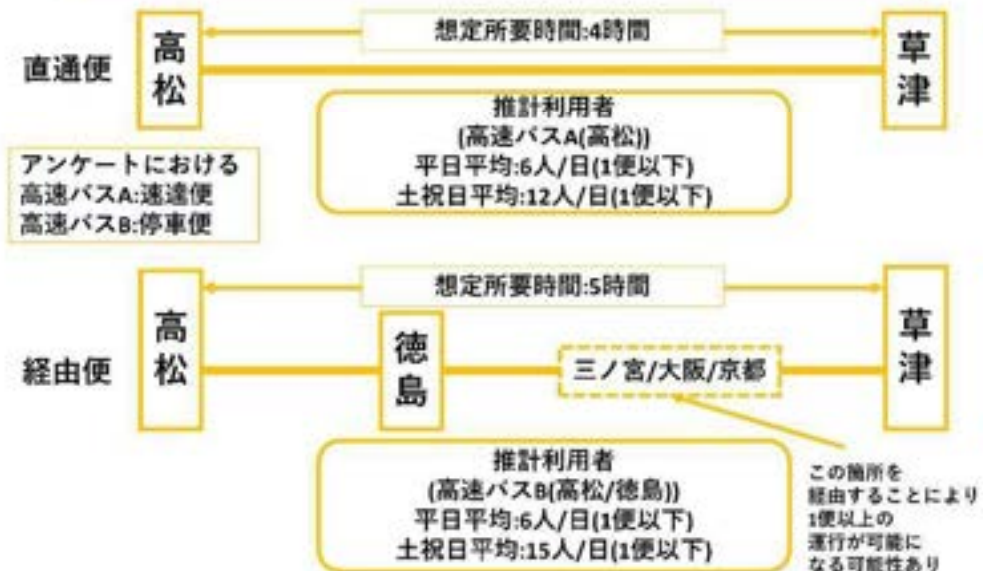 想定所要時間:4時間
直通便
高松
草津
推計利用者
(高速バスA(高松))
平日平均:6人/日(1便以下)
土祝日平均:12人/日(1便以下)
アンケートにおける
高速バスA:速達便
高速バスB:停車便
想定所要時間:5時間
経由便
高松
徳島
三ノ宮/大阪/京都
草津
推計利用者
(高速バスB(高松/徳島))
平日平均:6人/日(1便以下)
土祝日平均:15人/日(1便以下)
この箇所を
経由することにより
1便以上の
運行が可能に
なる可能性あり